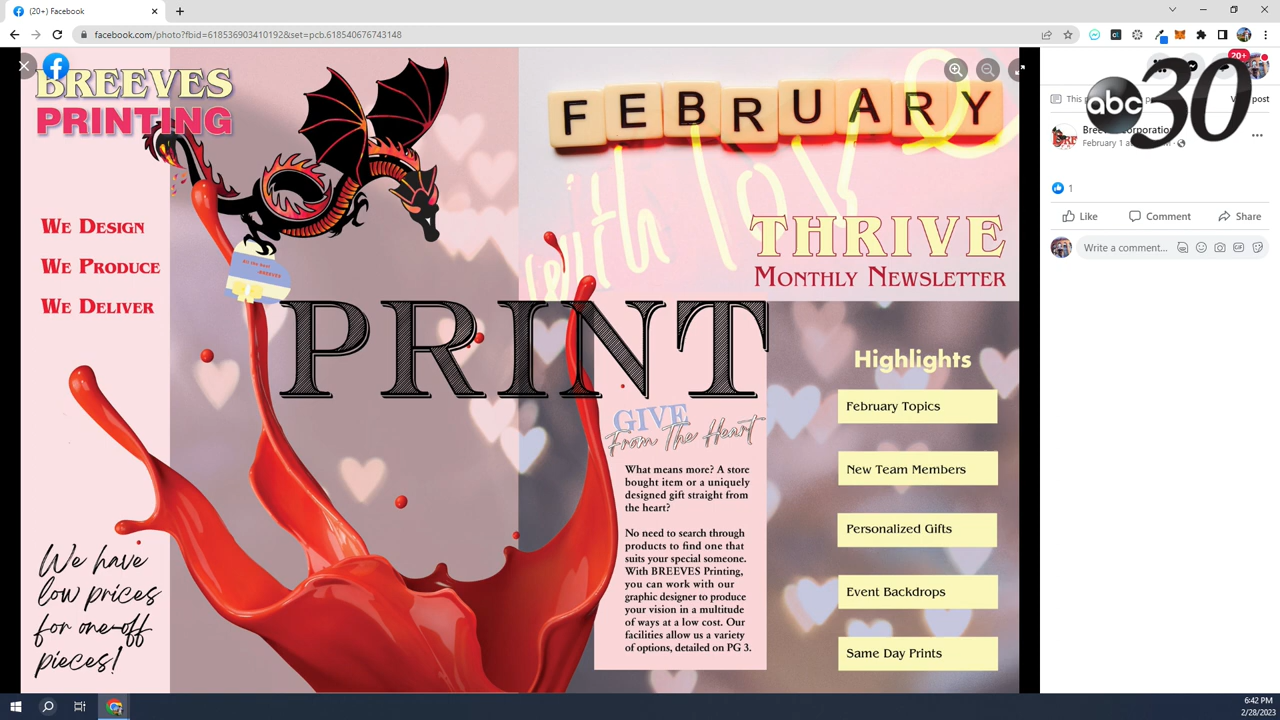 (20+) Facebook
facebook.com/photo?fbid=618536903410192&set=pcb.618540676743148
BREEVES
PRINTING
We Design
We Produce
We Deliver
We have
low prices
for one-off
pieces!
FEBRUARY
with love
THRIVE
Monthly Newsletter
PRINT
GIVE
From The Heart
What means more? A store
bought item or a uniquely
designed gift straight from
the heart?
No need to search through
products to find one that
suits your special someone.
With BREEVES Printing,
you can work with our
graphic designer to produce
your vision in a multitude
of ways at a low cost. Our
facilities allow us a variety
of options, detailed on PG 3.
Highlights
February Topics
New Team Members
Personalized Gifts
Event Backdrops
Same Day Prints
20+
abc 30
This
post
February 1 at
1
Like
Comment
Share
Write a comment...
6:42 PM
2/28/2023